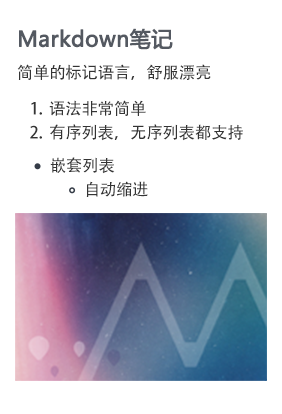 Markdown笔记
简单的标记语言，舒服漂亮
1. 语法非常简单
2. 有序列表，无序列表都支持
• 嵌套列表
◦ 自动缩进